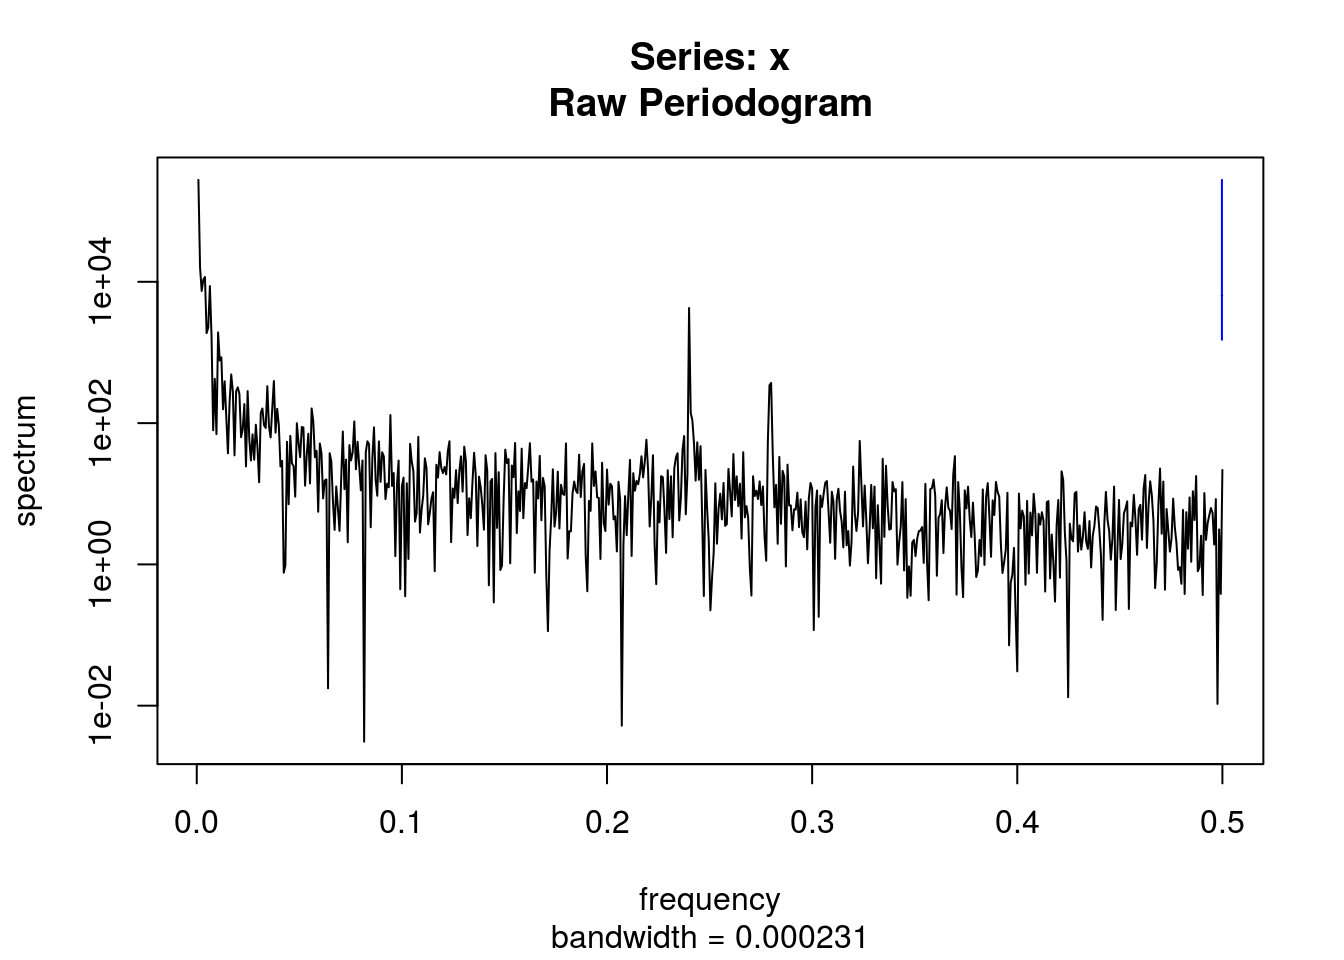 Series: x
Raw Periodogram
spectrum
1e+04
1e+02
1e+00
1e-02
0.0 0.1 0.2 0.3 0.4 0.5
frequency
bandwidth = 0.000231